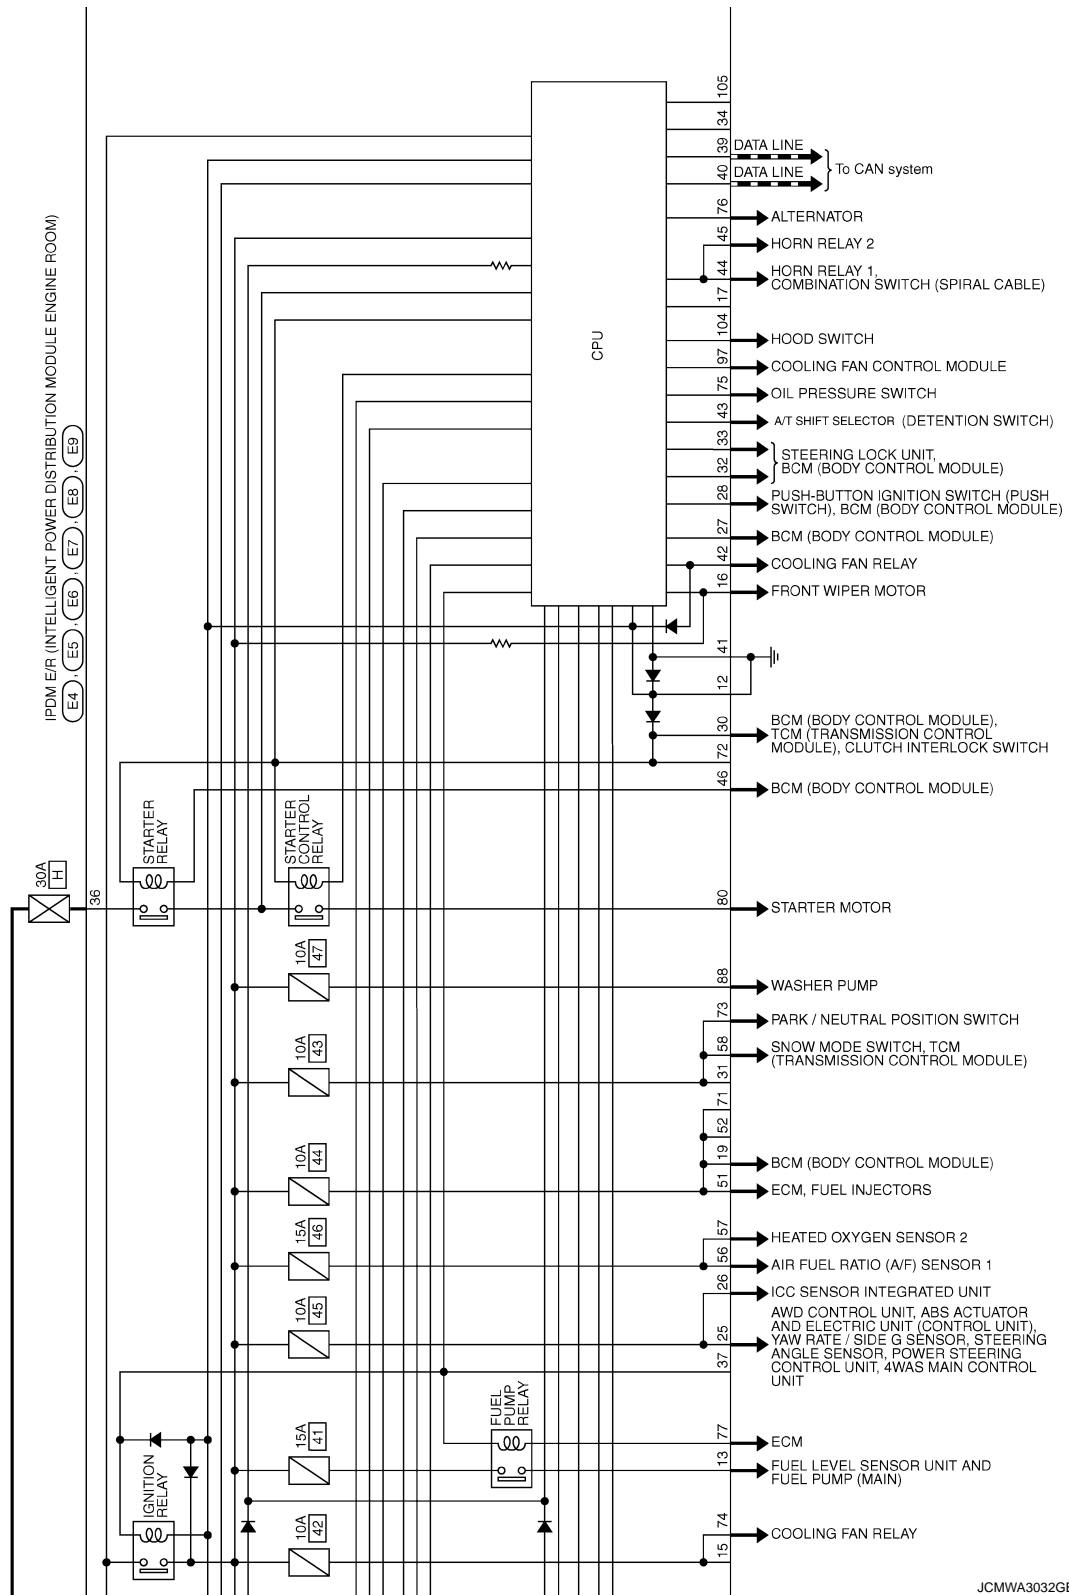 105
34
39
DATA LINE
40
DATA LINE
To CAN system
76
ALTERNATOR
45
HORN RELAY 2
44
HORN RELAY 1,
COMBINATION SWITCH (SPIRAL CABLE)
17
104
HOOD SWITCH
CPU
97
COOLING FAN CONTROL MODULE
75
OIL PRESSURE SWITCH
43
A/T SHIFT SELECTOR (DETENTION SWITCH)
33
32
STEERING LOCK UNIT,
BCM (BODY CONTROL MODULE)
28
PUSH-BUTTON IGNITION SWITCH (PUSH
SWITCH), BCM (BODY CONTROL MODULE)
27
BCM (BODY CONTROL MODULE)
42
COOLING FAN RELAY
16
FRONT WIPER MOTOR
IPDM E/R (INTELLIGENT POWER DISTRIBUTION MODULE ENGINE ROOM)
E4 , E5 , E6 , E7 , E8 , E9
41
12
30
BCM (BODY CONTROL MODULE),
TCM (TRANSMISSION CONTROL
MODULE), CLUTCH INTERLOCK SWITCH
72
46
BCM (BODY CONTROL MODULE)
STARTER
RELAY
STARTER
CONTROL
RELAY
30A
H
36
80
STARTER MOTOR
10A
47
88
WASHER PUMP
73
PARK / NEUTRAL POSITION SWITCH
10A
43
58
SNOW MODE SWITCH, TCM
(TRANSMISSION CONTROL MODULE)
31
71
52
10A
44
19
BCM (BODY CONTROL MODULE)
51
ECM, FUEL INJECTORS
15A
46
57
HEATED OXYGEN SENSOR 2
56
AIR FUEL RATIO (A/F) SENSOR 1
26
ICC SENSOR INTEGRATED UNIT
10A
45
25
AWD CONTROL UNIT, ABS ACTUATOR
AND ELECTRIC UNIT (CONTROL UNIT),
YAW RATE / SIDE G SENSOR, STEERING
ANGLE SENSOR, POWER STEERING
CONTROL UNIT, 4WAS MAIN CONTROL
UNIT
37
FUEL
PUMP
RELAY
15A
41
77
ECM
13
FUEL LEVEL SENSOR UNIT AND
FUEL PUMP (MAIN)
IGNITION
RELAY
10A
42
74
COOLING FAN RELAY
15
JCMWA3032GE